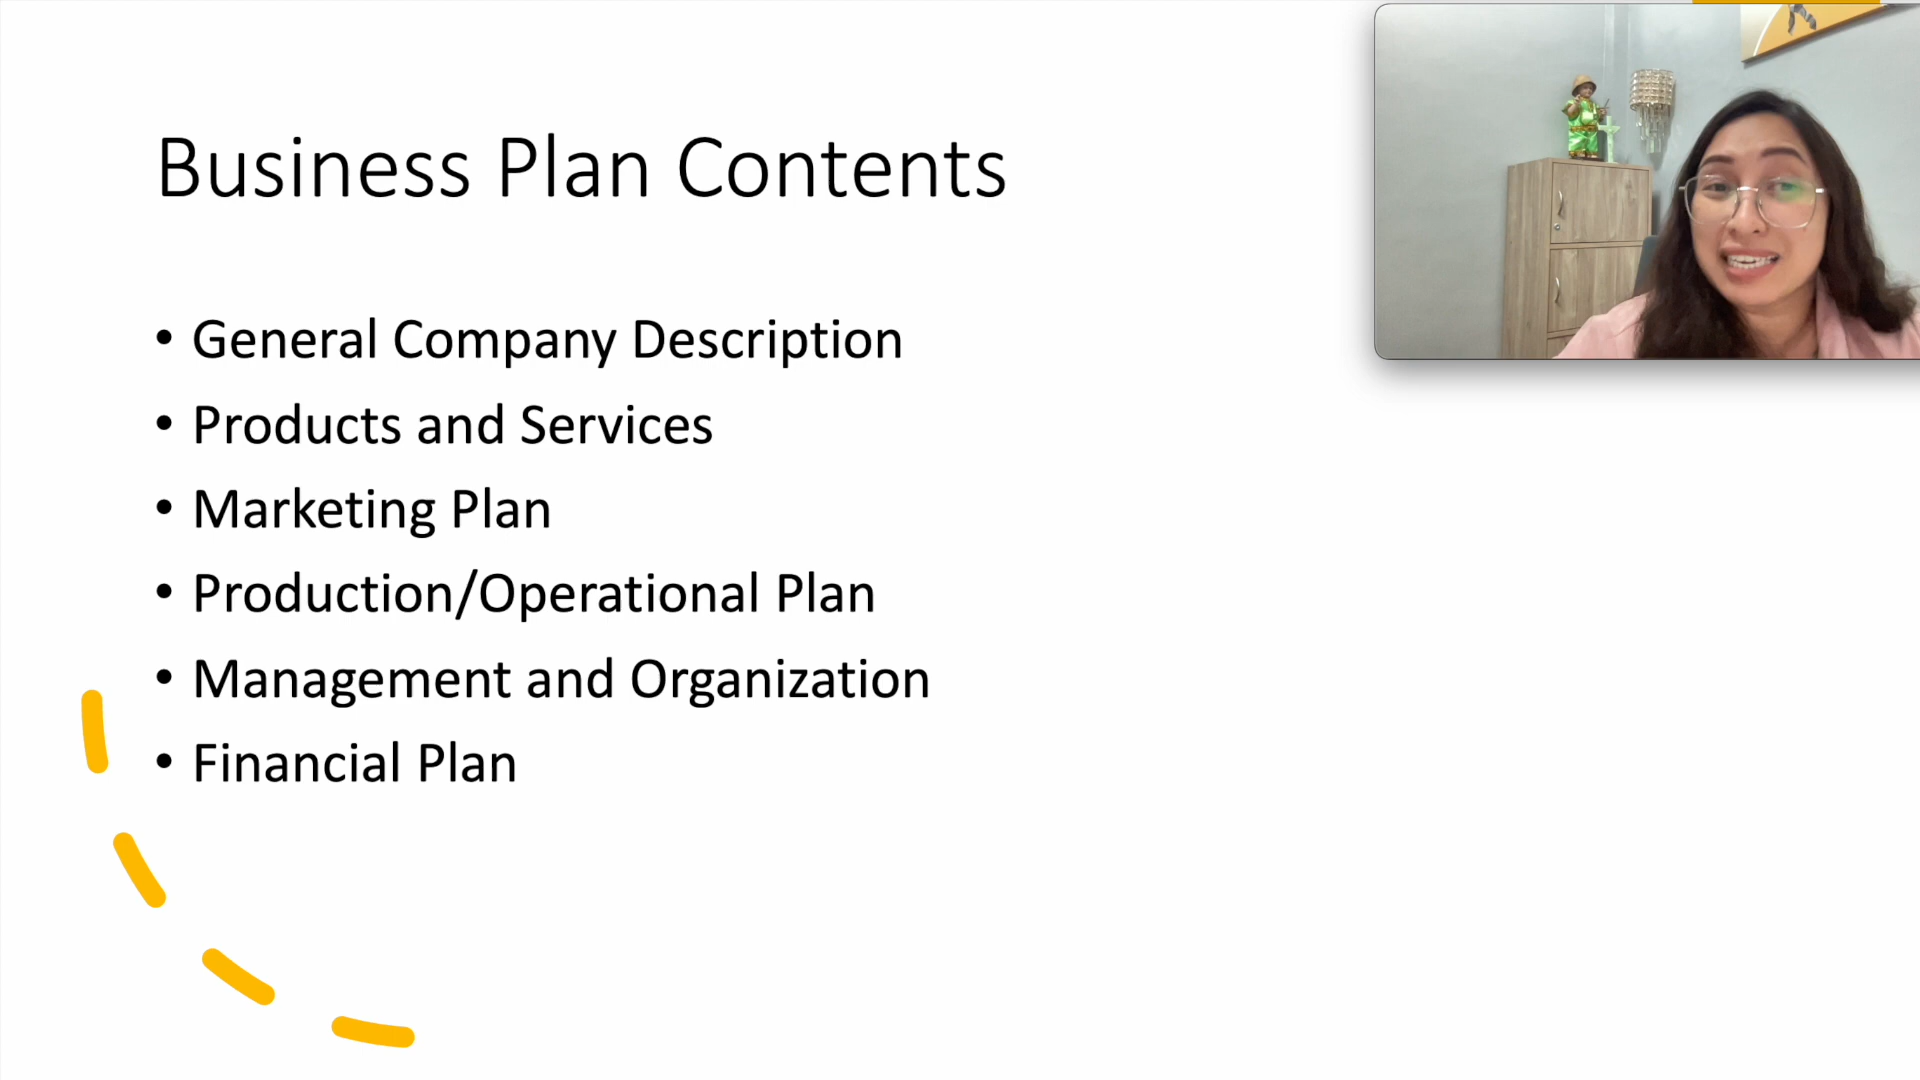 Business Plan Contents
• General Company Description
• Products and Services
• Marketing Plan
• Production/Operational Plan
• Management and Organization
• Financial Plan